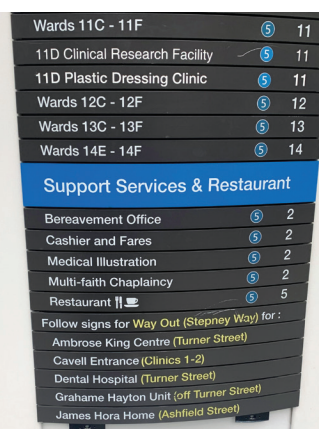 Wards 11C - 11F 5 11
11D Clinical Research Facility 5 11
11D Plastic Dressing Clinic 5 11
Wards 12C - 12F 5 12
Wards 13C - 13F 5 13
Wards 14E - 14F 5 14
Support Services & Restaurant
Bereavement Office 5 2
Cashier and Fares 5 2
Medical Illustration 5 2
Multi-faith Chaplaincy 5 2
Restaurant 5 5
Follow signs for Way Out (Stepney Way) for :
Ambrose King Centre (Turner Street)
Cavell Entrance (Clinics 1-2)
Dental Hospital (Turner Street)
Grahame Hayton Unit (off Turner Street)
James Hora Home (Ashfield Street)